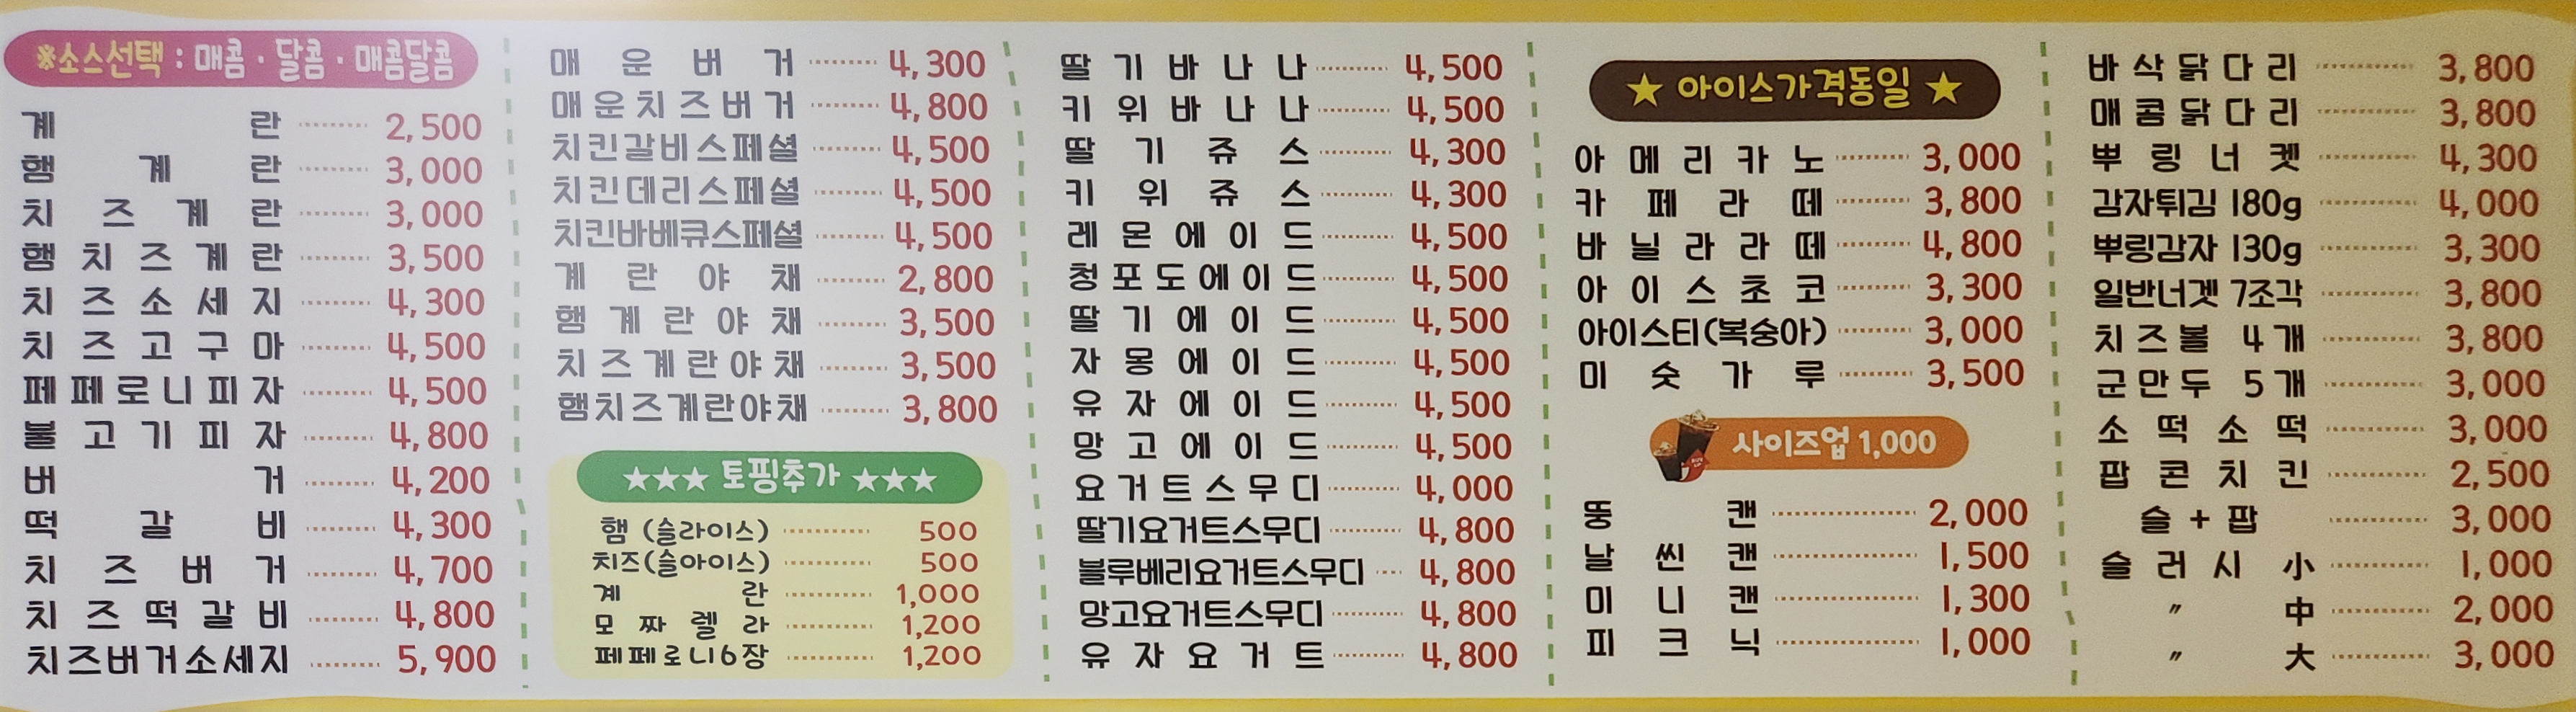 ※소스선택 : 매콤 · 달콤 · 매콤달콤
계란 2,500
햄계란 3,000
치즈계란 3,000
햄치즈계란 3,500
치즈소세지 4,300
치즈고구마 4,500
페페로니피자 4,500
불고기피자 4,800
버거 4,200
떡갈비 4,300
치즈버거 4,700
치즈떡갈비 4,800
치즈버거소세지 5,900
매운버거 4,300
매운치즈버거 4,800
치킨갈비스페셜 4,500
치킨데리스페셜 4,500
치킨바베큐스페셜 4,500
계란야채 2,800
햄계란야채 3,500
치즈계란야채 3,500
햄치즈계란야채 3,800
★★★ 토핑추가 ★★★
햄 (슬라이스) 500
치즈(슬아이스) 500
계란 1,000
모짜렐라 1,200
페페로니6장 1,200
딸기바나나 4,500
키위바나나 4,500
딸기쥬스 4,300
키위쥬스 4,300
레몬에이드 4,500
청포도에이드 4,500
딸기에이드 4,500
자몽에이드 4,500
유자에이드 4,500
망고에이드 4,500
요거트스무디 4,000
딸기요거트스무디 4,800
블루베리요거트스무디 4,800
망고요거트스무디 4,800
유자요거트 4,800
★ 아이스가격동일 ★
아메리카노 3,000
카페라떼 3,800
바닐라라떼 4,800
아이스초코 3,300
아이스티(복숭아) 3,000
미숫가루 3,500
사이즈업 1,000
뚱캔 2,000
날씬캔 1,500
미니캔 1,300
피크닉 1,000
바삭닭다리 3,800
매콤닭다리 3,800
뿌링너켓 4,300
감자튀김 180g 4,000
뿌링감자 130g 3,300
일반너겟 7조각 3,800
치즈볼 4개 3,800
군만두 5개 3,000
소떡소떡 3,000
팝콘치킨 2,500
슬+팝 3,000
슬러시 小 1,000
〃 中 2,000
〃 大 3,000